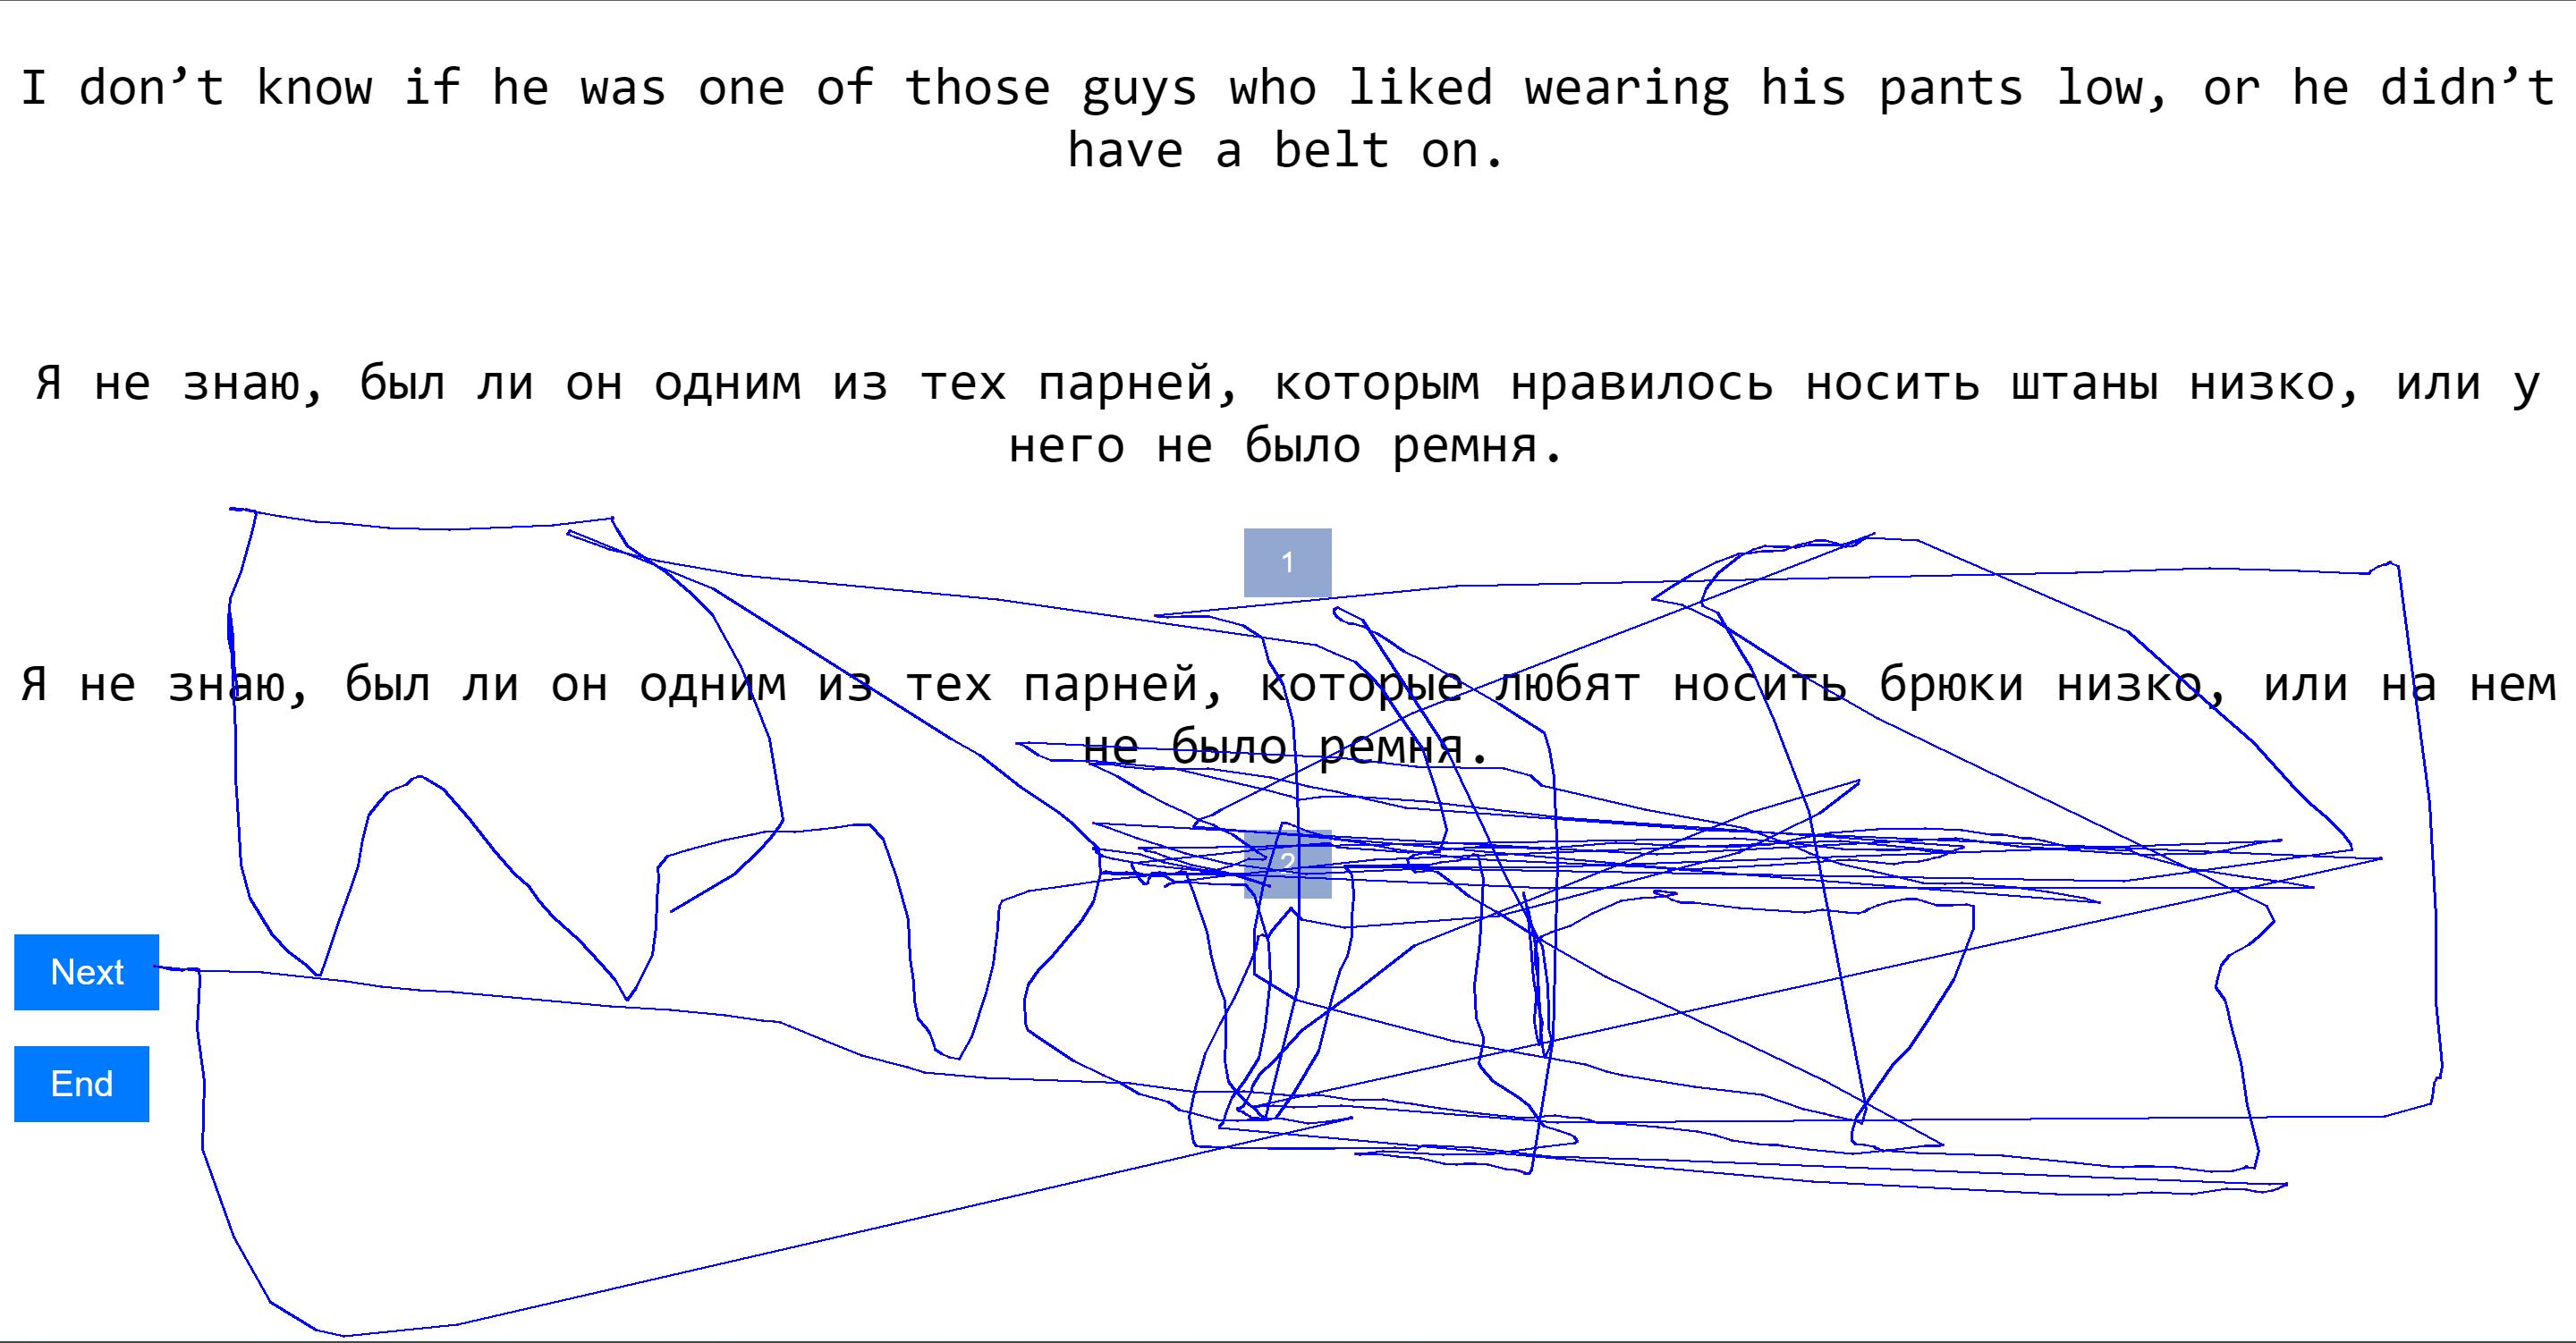 I don’t know if he was one of those guys who liked wearing his pants low, or he didn’t
have a belt on.
Я не знаю, был ли он одним из тех парней, которым нравилось носить штаны низко, или у
него не было ремня.
1
Я не знаю, был ли он одним из тех парней, которые любят носить брюки низко, или на нем
не было ремня.
2
Next
End